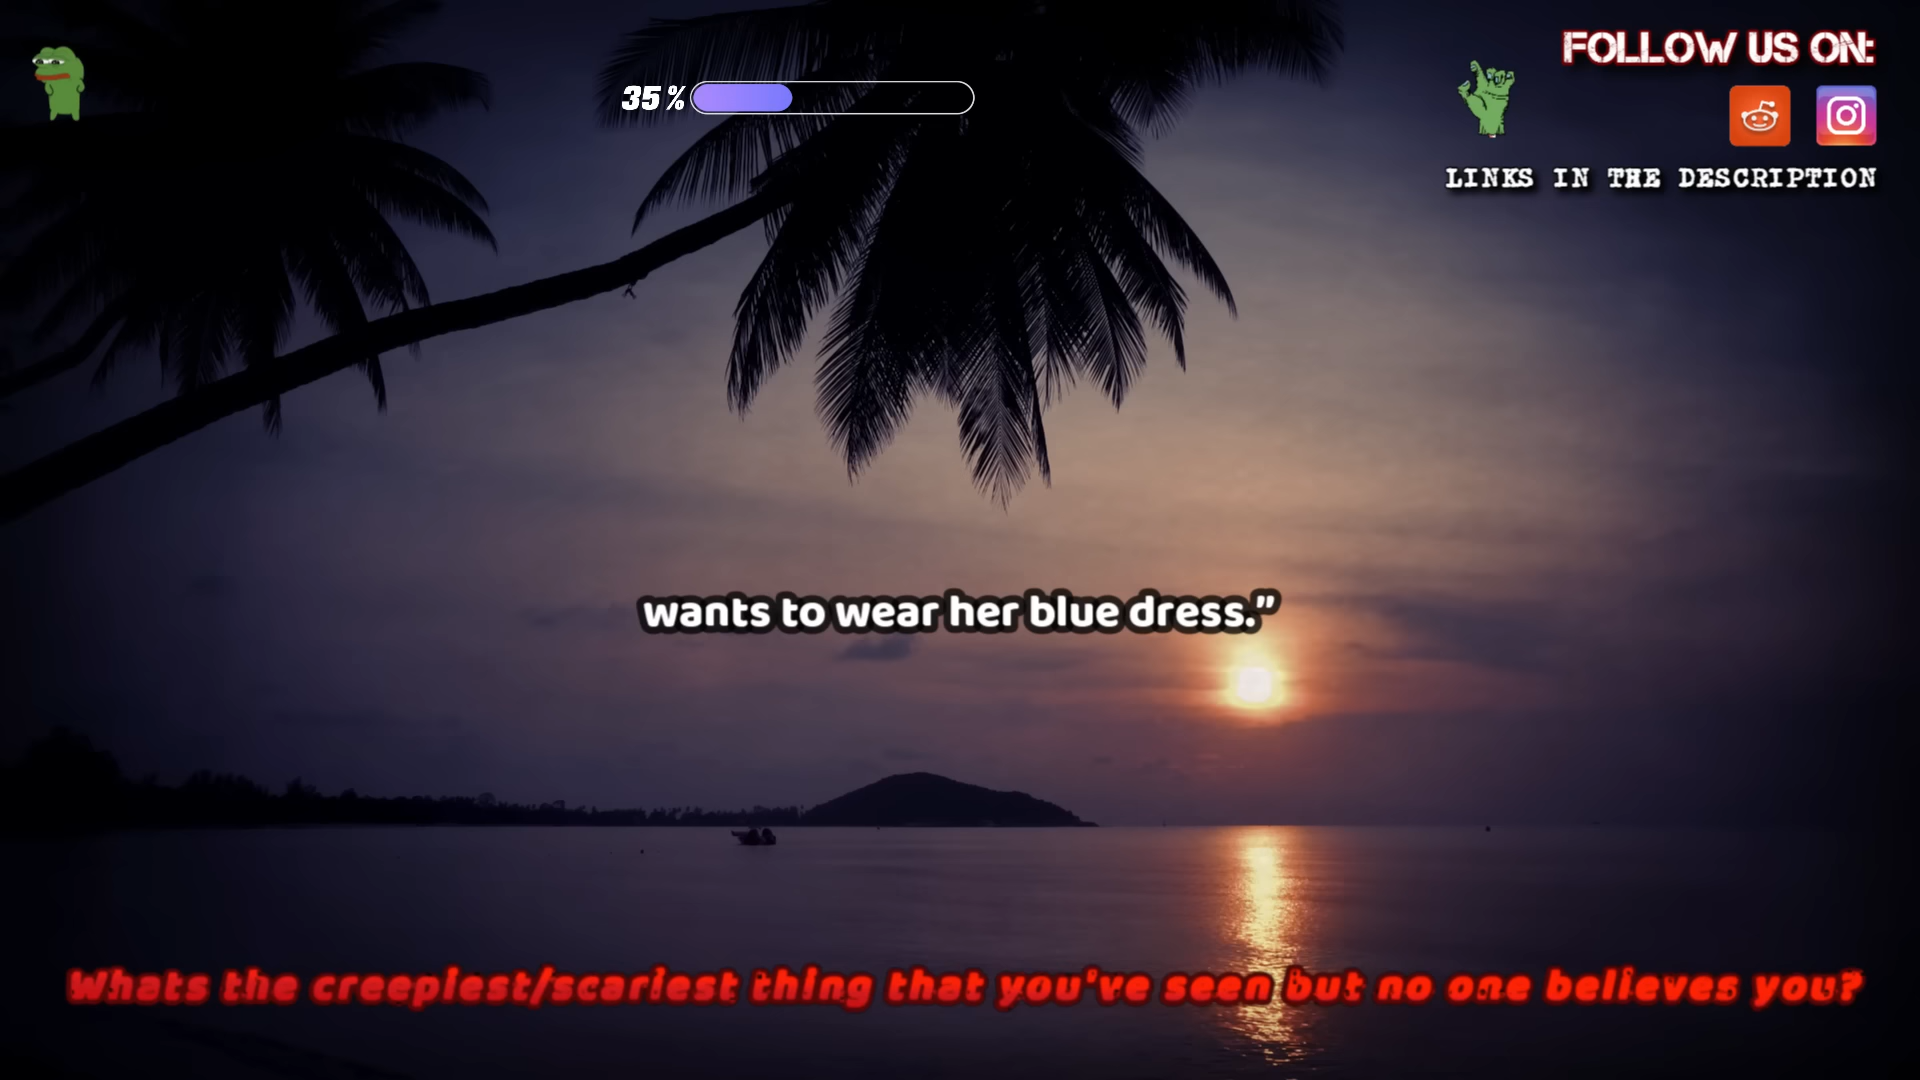 FOLLOW US ON:
35%
LINKS IN THE DESCRIPTION
wants to wear her blue dress.”
Whats the creepiest/scariest thing that you've seen but no one believes you?